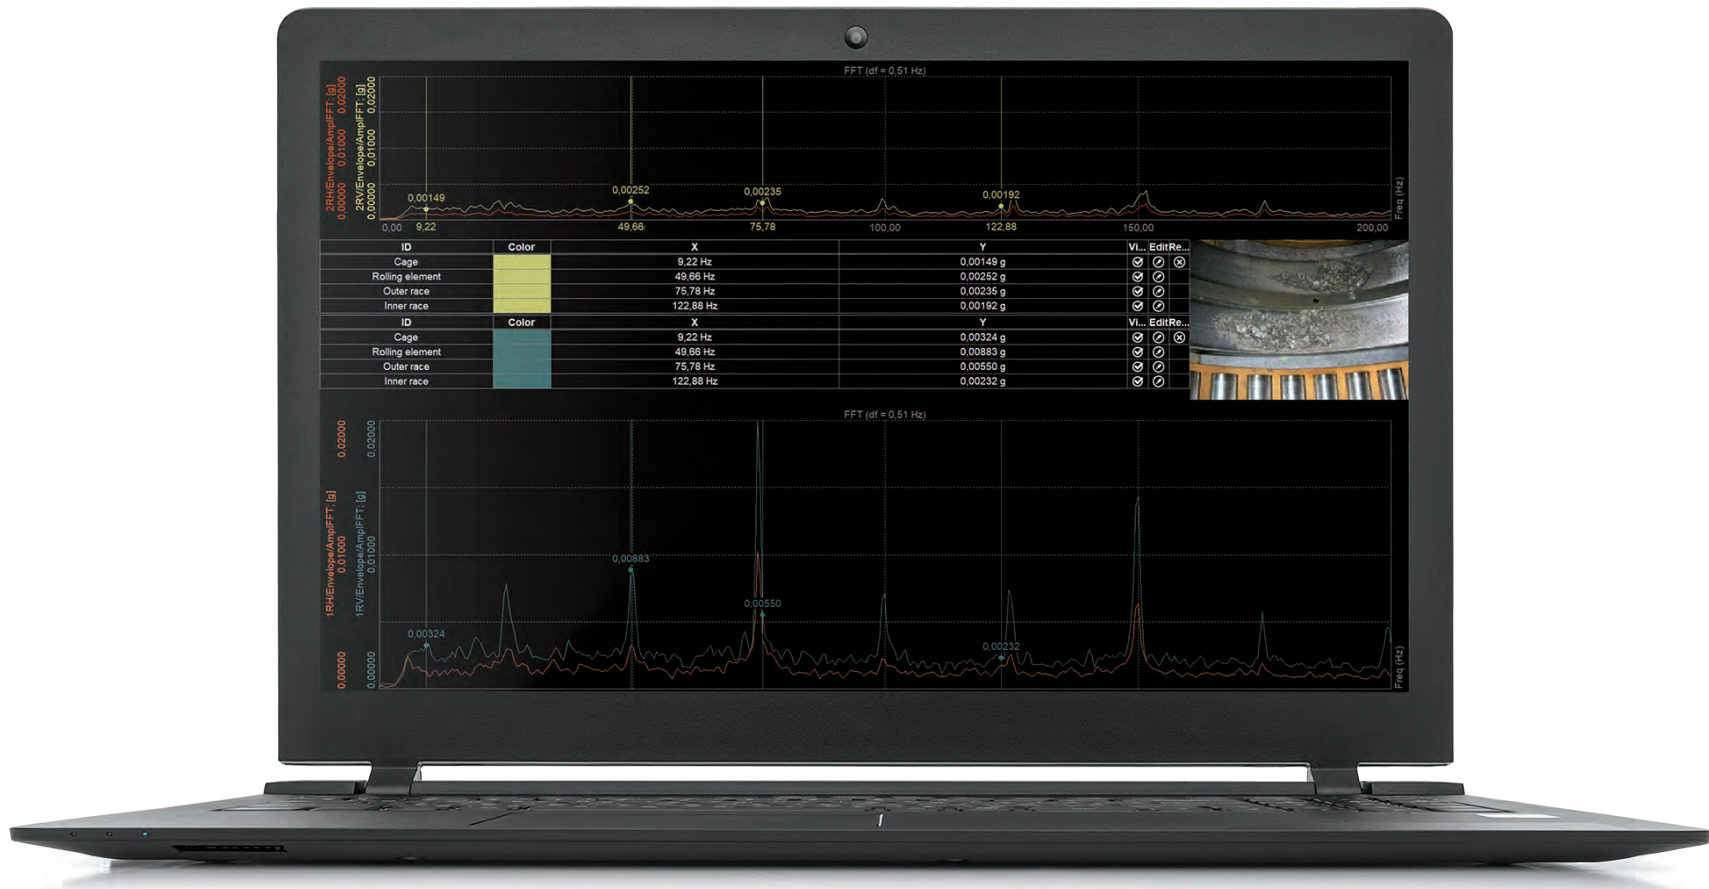 FFT (df = 0,51 Hz)
2RH/Envelope/AmplFFT; [g]
0,00000 0,01000 0,02000
2RV/Envelope/AmplFFT; [g]
0,00000 0,01000 0,02000
0,00149
0,00252
0,00235
0,00192
Freq (Hz)
0,00 9,22 49,66 75,78 100,00 122,88 150,00 200,00
ID Color X Y Vi... Edit Re...
Cage 9,22 Hz 0,00149 g
Rolling element 49,66 Hz 0,00252 g
Outer race 75,78 Hz 0,00235 g
Inner race 122,88 Hz 0,00192 g
ID Color X Y Vi... Edit Re...
Cage 9,22 Hz 0,00324 g
Rolling element 49,66 Hz 0,00883 g
Outer race 75,78 Hz 0,00550 g
Inner race 122,88 Hz 0,00232 g
FFT (df = 0,51 Hz)
1RH/Envelope/AmplFFT; [g]
0,00000 0,01000 0,02000
1RV/Envelope/AmplFFT; [g]
0,00000 0,01000 0,02000
0,00883
0,00550
0,00324
0,00232
Freq (Hz)